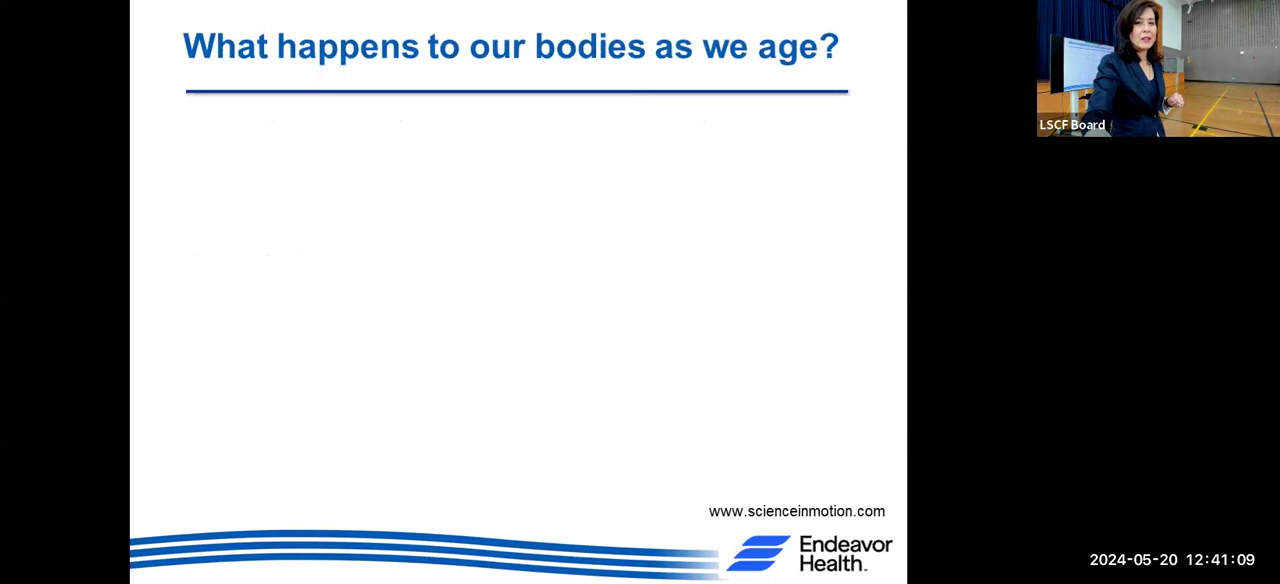 What happens to our bodies as we age?
LSCF Board
www.scienceinmotion.com
Endeavor
Health™
2024-05-20 12:41:09